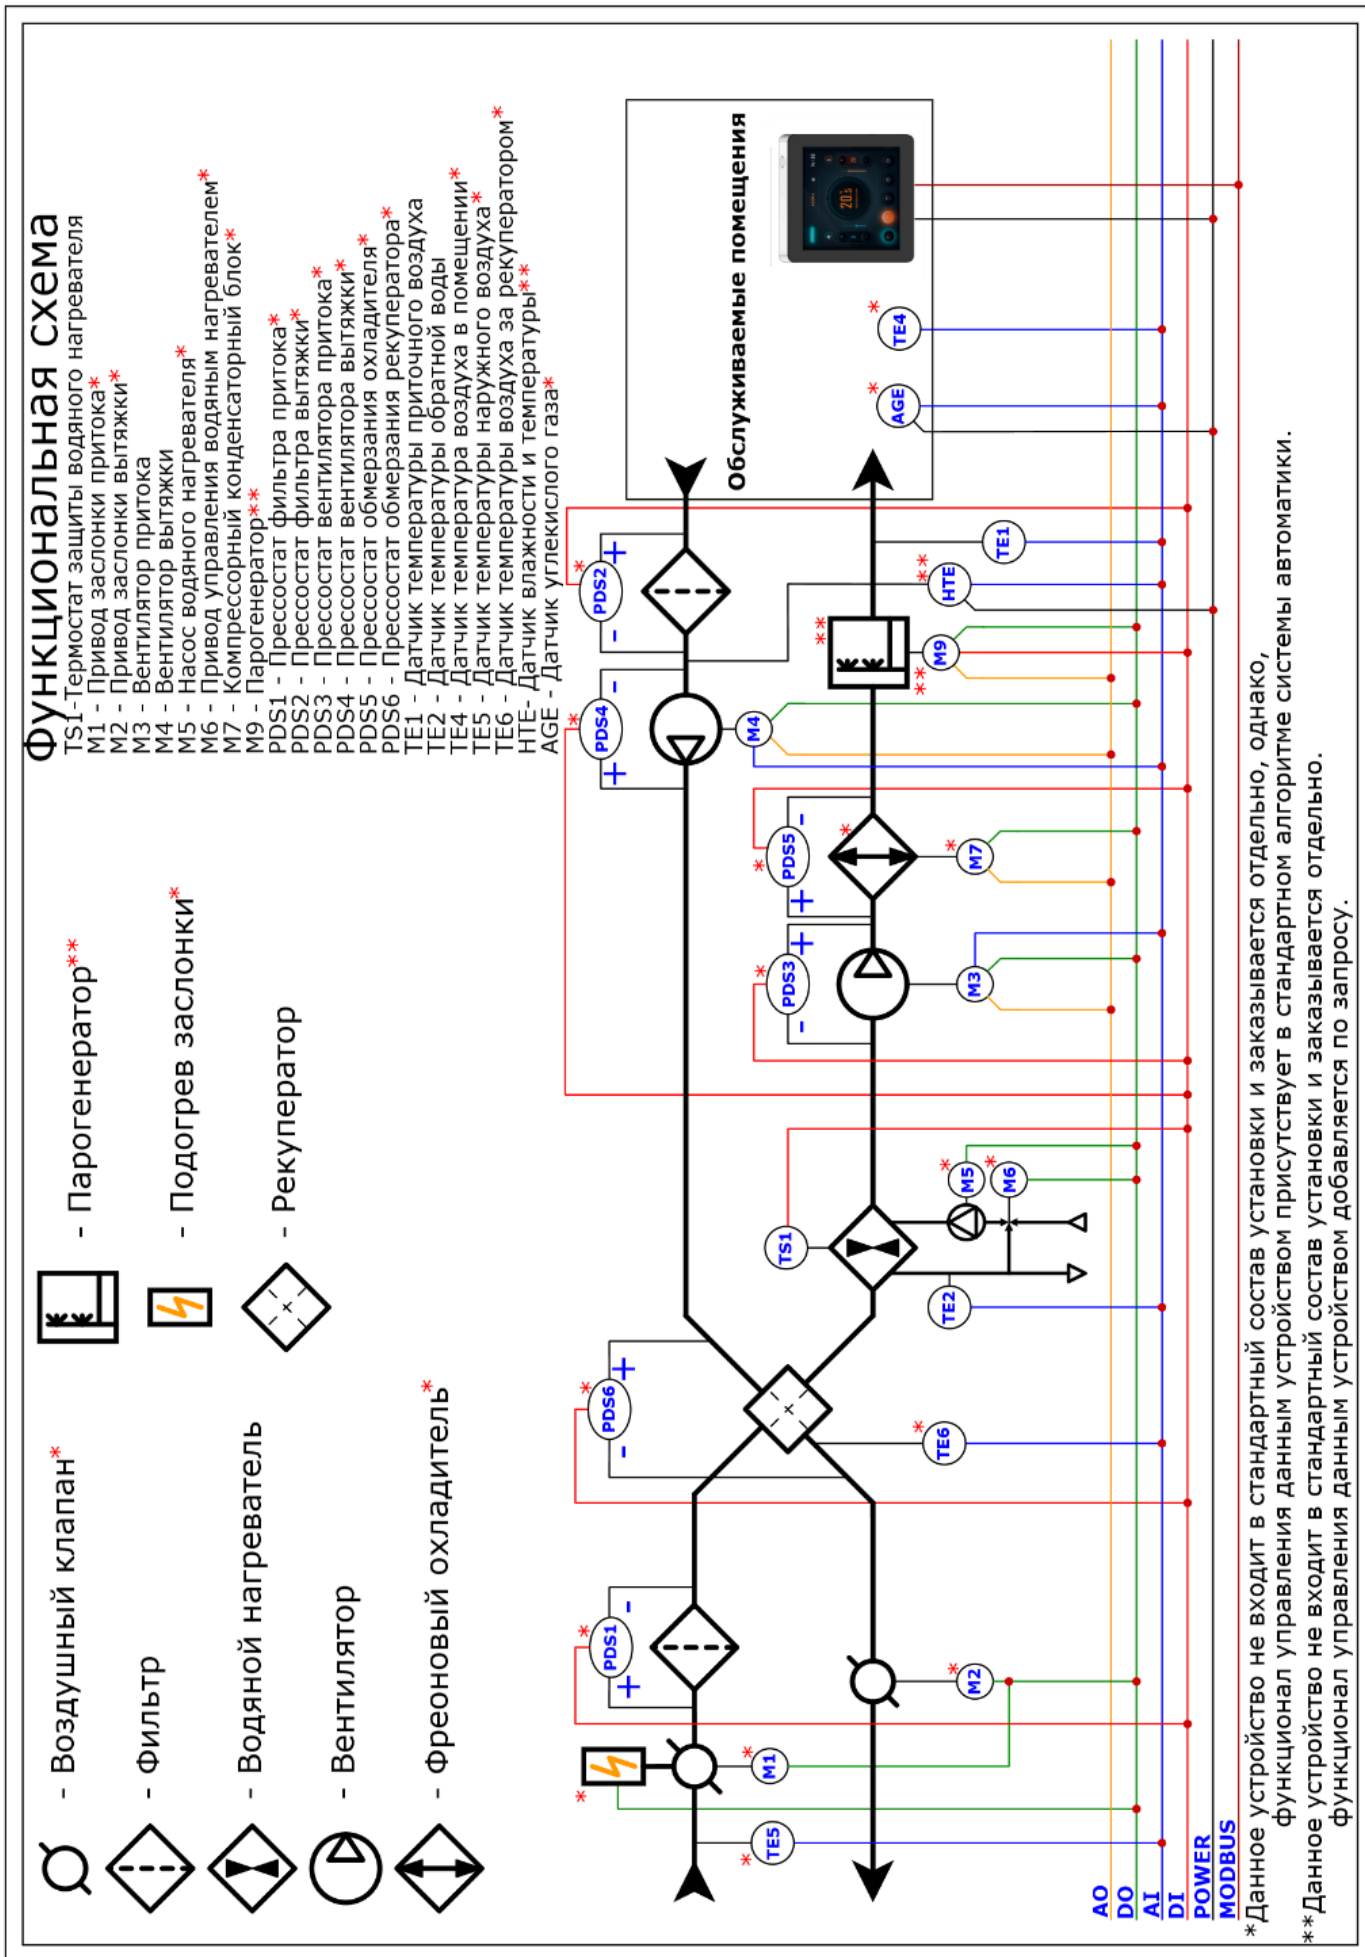 Функциональная схема
TS1-Термостат защиты водяного нагревателя
M1 - Привод заслонки притока*
M2 - Привод заслонки вытяжки*
M3 - Вентилятор притока
M4 - Вентилятор вытяжки
M5 - Насос водяного нагревателя*
M6 - Привод управления водяным нагревателем*
M7 - Компрессорный конденсаторный блок*
M9 - Парогенератор**
PDS1 - Прессостат фильтра притока*
PDS2 - Прессостат фильтра вытяжки*
PDS3 - Прессостат вентилятора притока*
PDS4 - Прессостат вентилятора вытяжки*
PDS5 - Прессостат обмерзания охладителя*
PDS6 - Прессостат обмерзания рекуператора*
TE1 - Датчик температуры приточного воздуха
TE2 - Датчик температуры обратной воды
TE4 - Датчик температура воздуха в помещении*
TE5 - Датчик температуры наружного воздуха*
TE6 - Датчик температуры воздуха за рекуператором*
HTE- Датчик влажности и температуры**
AGE - Датчик углекислого газа*
- Воздушный клапан*
- Фильтр
- Водяной нагреватель
- Вентилятор
- Фреоновый охладитель*
- Парогенератор**
- Подогрев заслонки*
- Рекуператор
Обслуживаемые помещения
20.5
*
PDS1
*
+
-
PDS6
*
-
+
PDS4
*
+
-
PDS2
*
-
+
TE5
*
M1
*
M2
*
TE6
*
TE2
TS1
M5
*
M6
*
PDS3
*
-
+
M3
PDS5
*
+
-
*
M7
*
M4
**
M9
**
HTE
**
TE1
AGE
*
TE4
*
AO
DO
AI
DI
POWER
MODBUS
*Данное устройство не входит в стандартный состав установки и заказывается отдельно, однако,
функционал управления данным устройством присутствует в стандартном алгоритме системы автоматики.
**Данное устройство не входит в стандартный состав установки и заказывается отдельно.
функционал управления данным устройством добавляется по запросу.